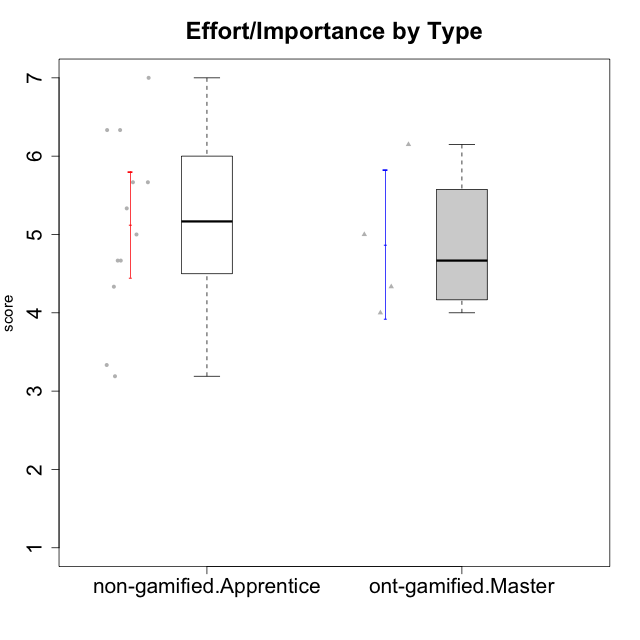 Effort/Importance by Type
7
6
5
4
3
2
1
score
non-gamified.Apprentice
ont-gamified.Master